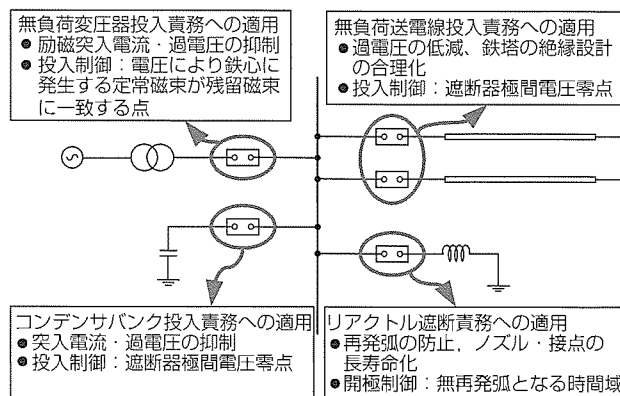 無負荷変圧器投入責務への適用
●励磁突入電流・過電圧の抑制
●投入制御：電圧により鉄心に
発生する定常磁束が残留磁束
に一致する点
無負荷送電線投入責務への適用
●過電圧の低減、鉄塔の絶縁設計
の合理化
●投入制御：遮断器極間電圧零点
コンデンサバンク投入責務への適用
●突入電流・過電圧の抑制
●投入制御：遮断器極間電圧零点
リアクトル遮断責務への適用
●再発弧の防止，ノズル・接点の
長寿命化
●開極制御：無再発弧となる時間域